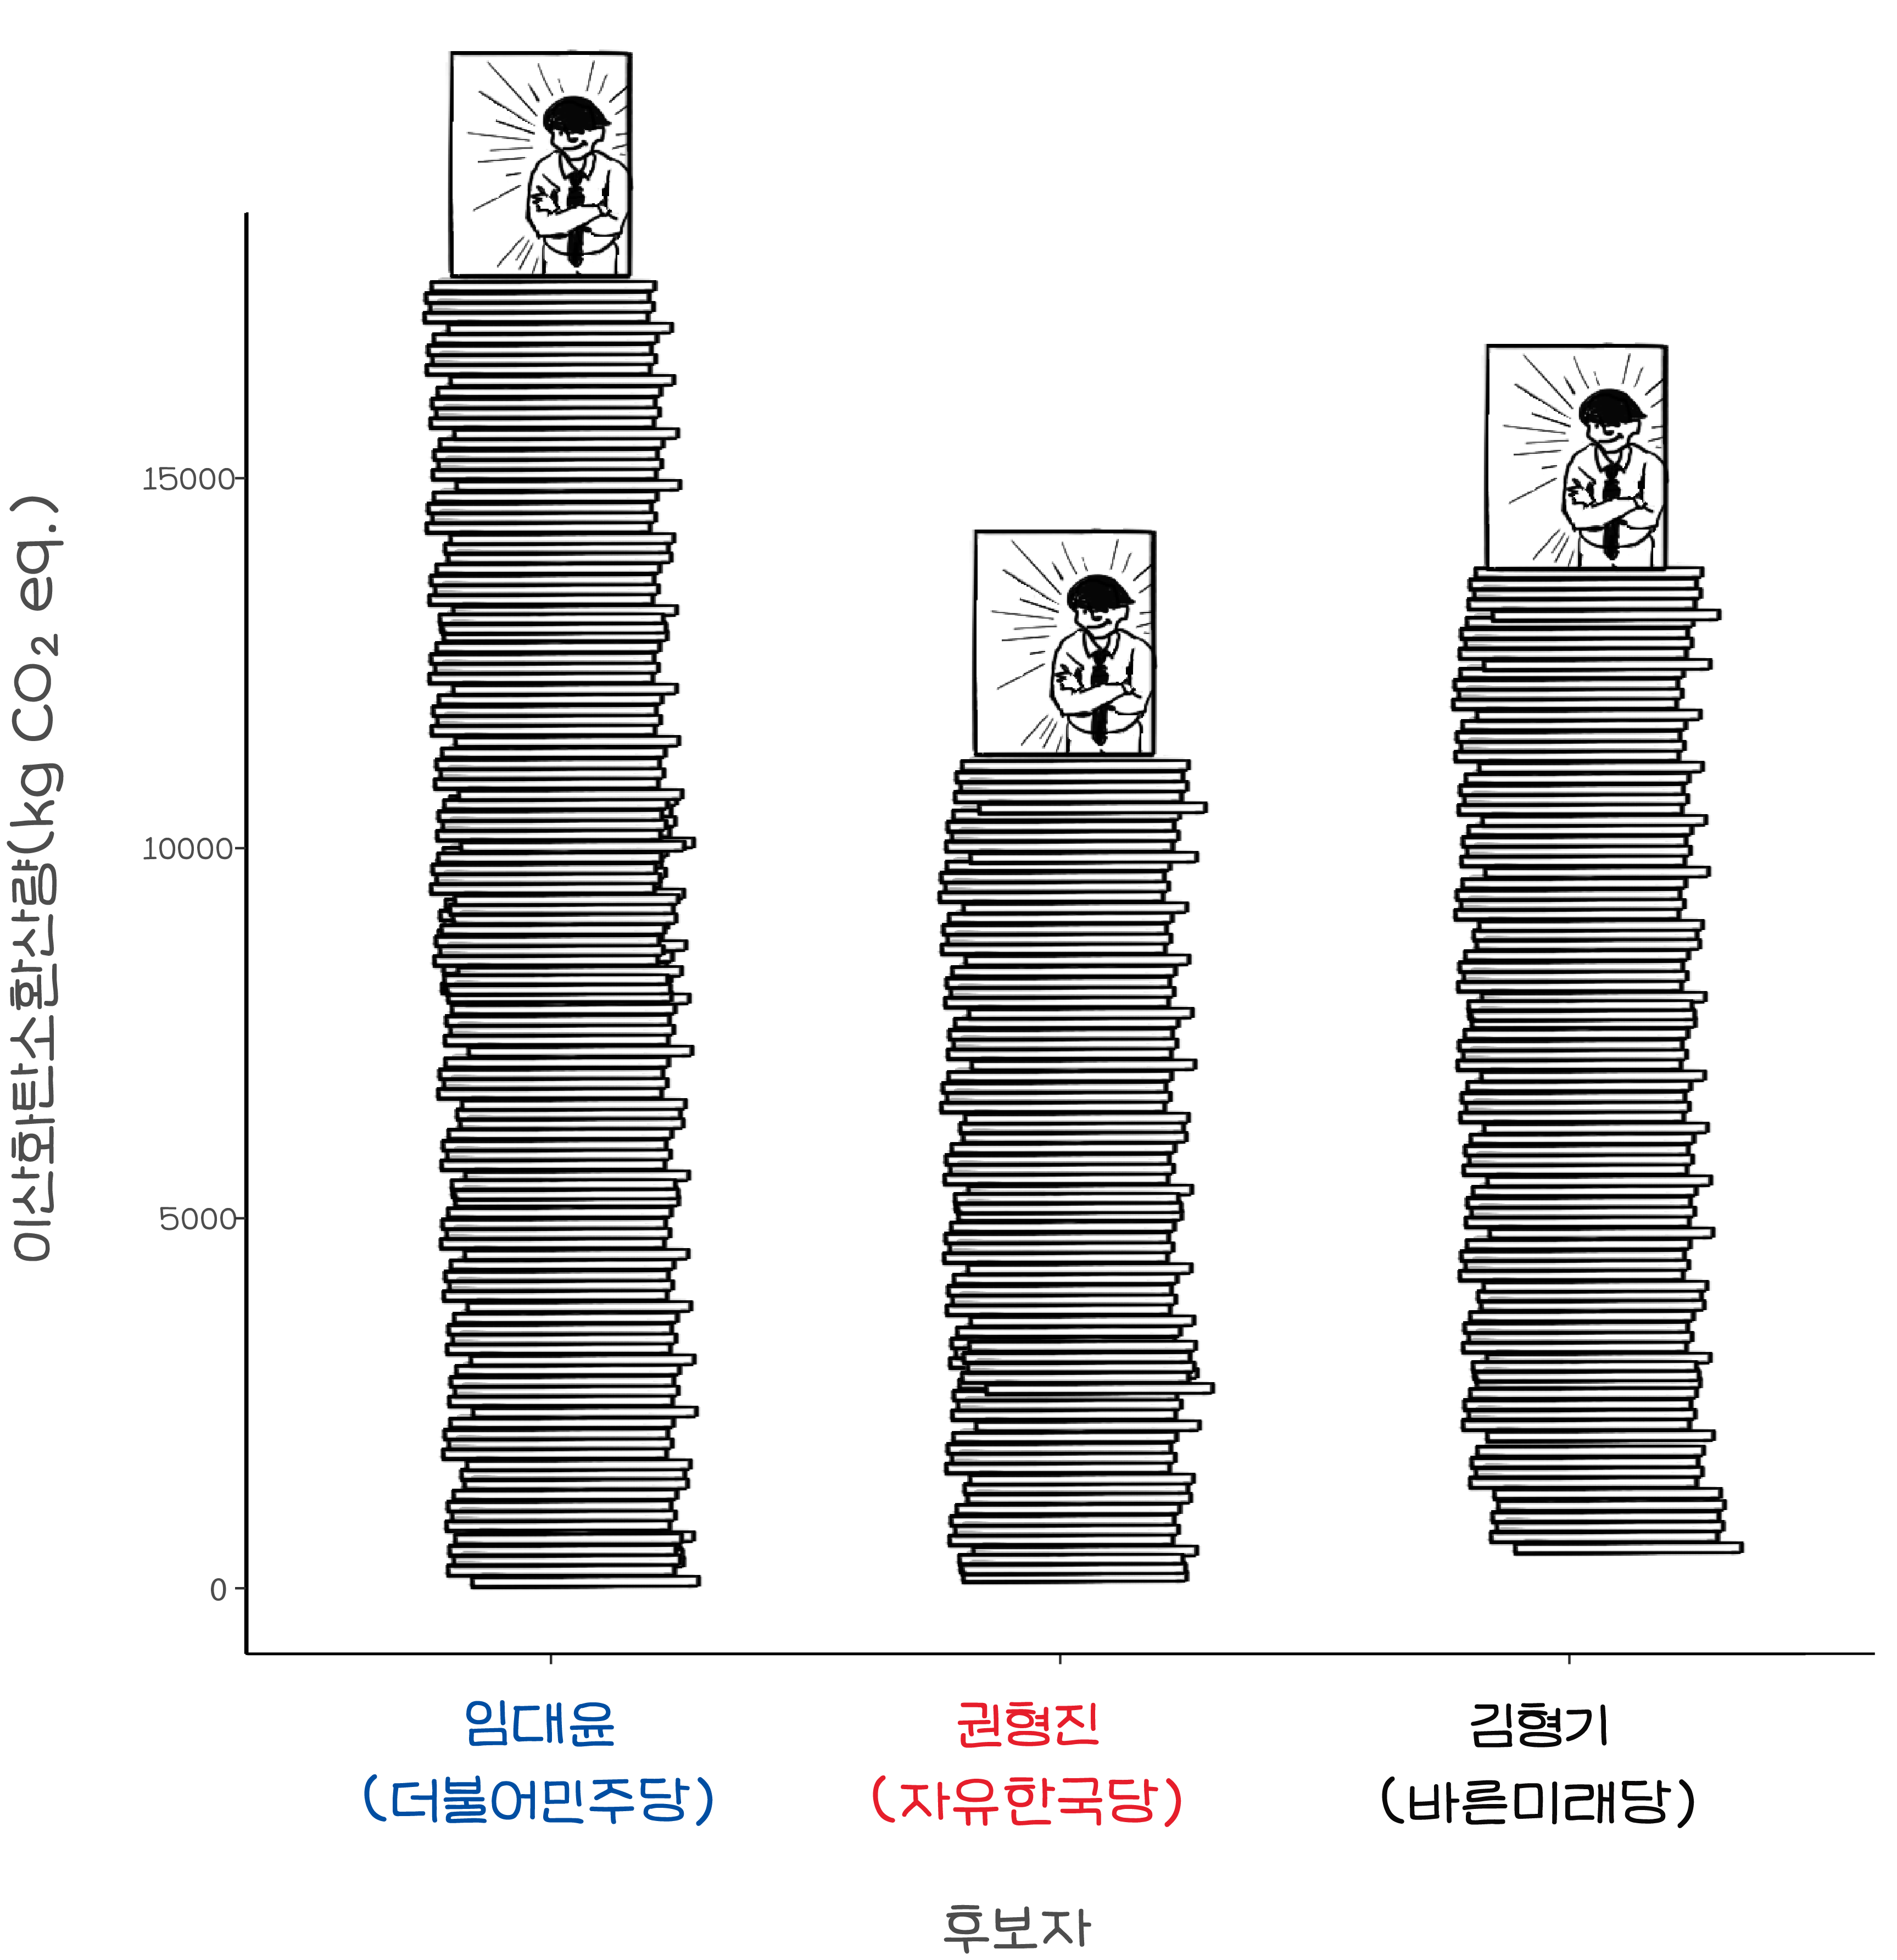 이산화탄소환산량(kg CO₂ eq.)
15000
10000
5000
0
임대윤
(더불어민주당)
권형진
(자유한국당)
김형기
(바른미래당)
후보자